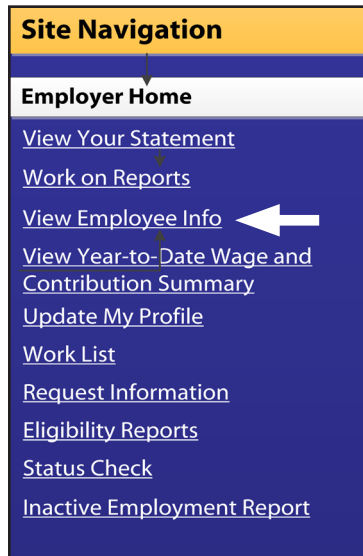 Site Navigation
Employer Home
View Your Statement
Work on Reports
View Employee Info
View Year-to-Date Wage and
Contribution Summary
Update My Profile
Work List
Request Information
Eligibility Reports
Status Check
Inactive Employment Report